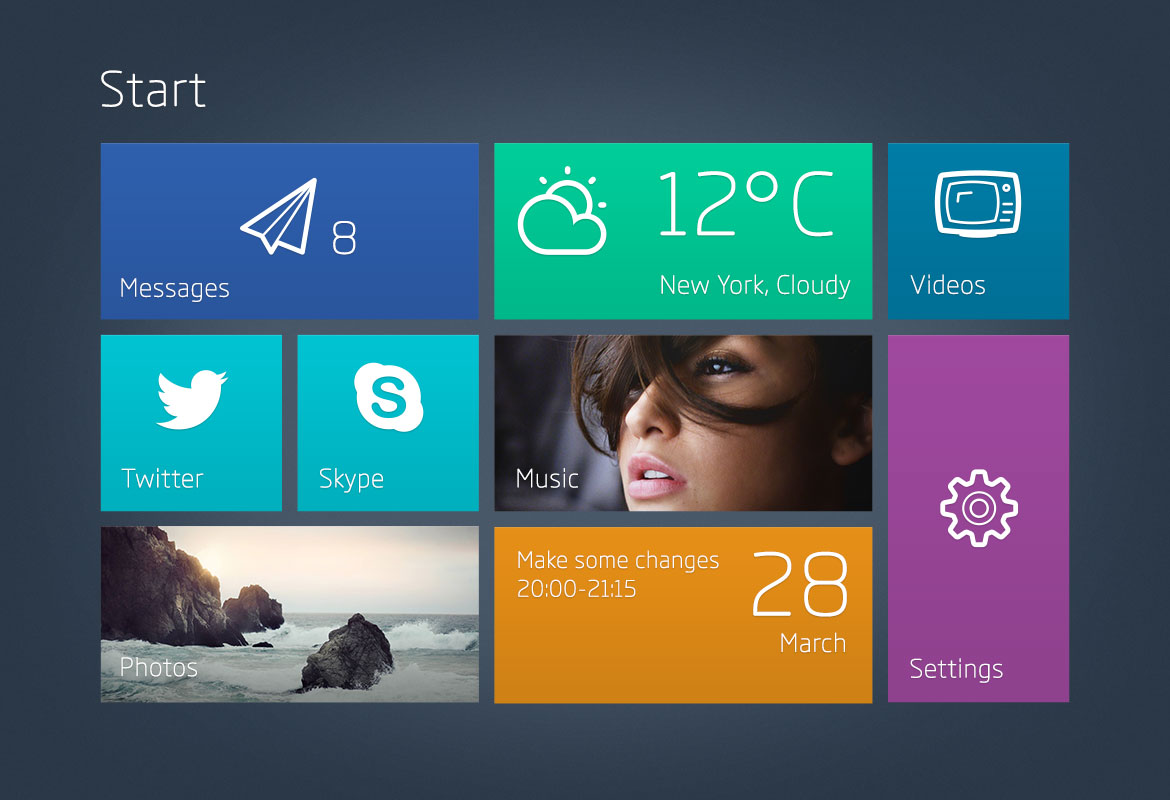 Start
8
Messages
12°C
New York, Cloudy
Videos
Twitter
S
Skype
Music
Photos
Make some changes
20:00-21:15
28
March
Settings